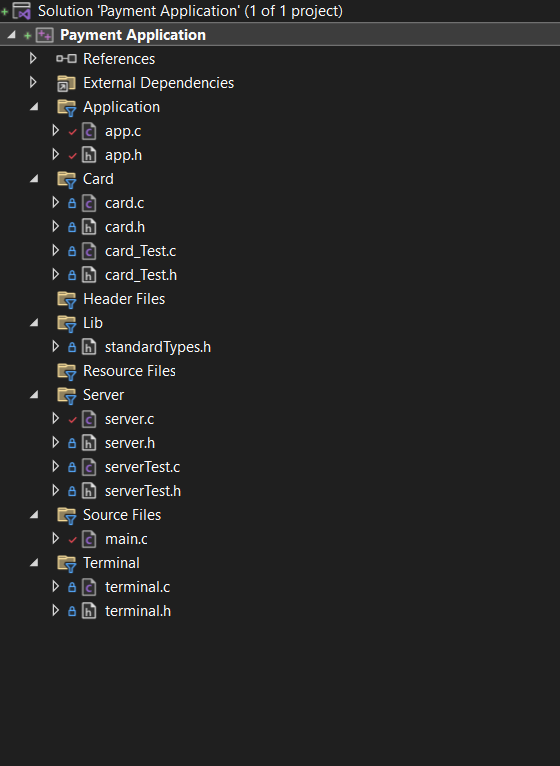 Solution 'Payment Application' (1 of 1 project)
Payment Application
References
External Dependencies
Application
app.c
app.h
Card
card.c
card.h
card_Test.c
card_Test.h
Header Files
Lib
standardTypes.h
Resource Files
Server
server.c
server.h
serverTest.c
serverTest.h
Source Files
main.c
Terminal
terminal.c
terminal.h